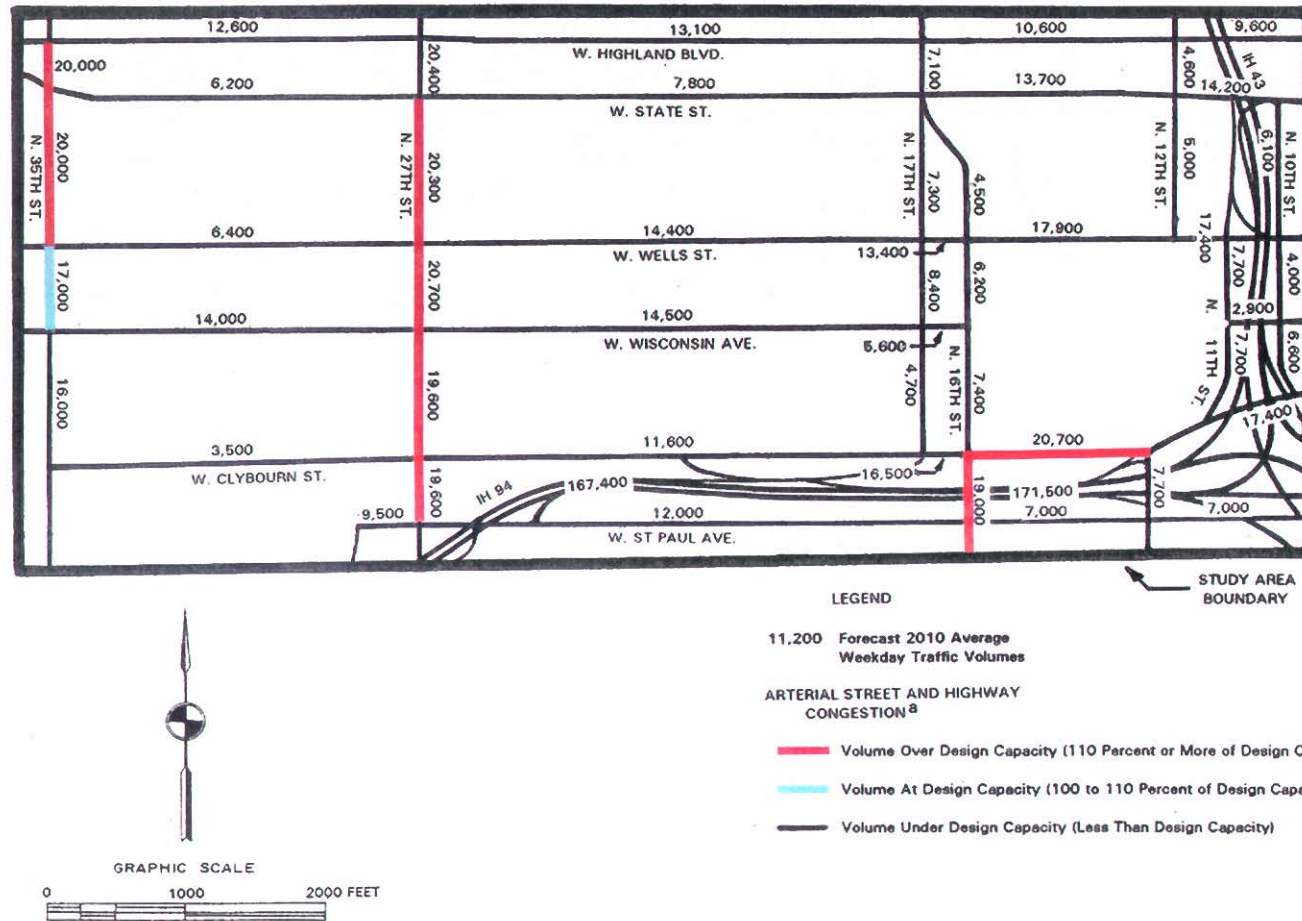 12,600
13,100
10,600
9,600
20,000
20,400
W. HIGHLAND BLVD.
7,100
4,600
IH 43
6,200
7,800
13,700
14,200
W. STATE ST.
N. 35TH ST.
20,000
N. 27TH ST.
20,300
N. 17TH ST.
7,300
4,500
N. 12TH ST.
5,000
6,100
N. 10TH ST.
6,400
14,400
17,900
17,400
W. WELLS ST.
13,400
17,000
20,700
8,400
6,200
7,700
4,000
14,000
14,500
2,900
W. WISCONSIN AVE.
5,600
N. 11TH ST.
7,700
6,600
16,000
19,600
4,700
N. 16TH ST.
7,400
17,400
3,500
11,600
20,700
W. CLYBOURN ST.
16,500
19,600
IH 94
167,400
19,000
171,500
7,700
9,500
12,000
7,000
7,000
W. ST PAUL AVE.
STUDY AREA
BOUNDARY
LEGEND
11,200 Forecast 2010 Average
Weekday Traffic Volumes
ARTERIAL STREET AND HIGHWAY
CONGESTION a
Volume Over Design Capacity (110 Percent or More of Design C
Volume At Design Capacity (100 to 110 Percent of Design Capa
Volume Under Design Capacity (Less Than Design Capacity)
GRAPHIC SCALE
0 1000 2000 FEET